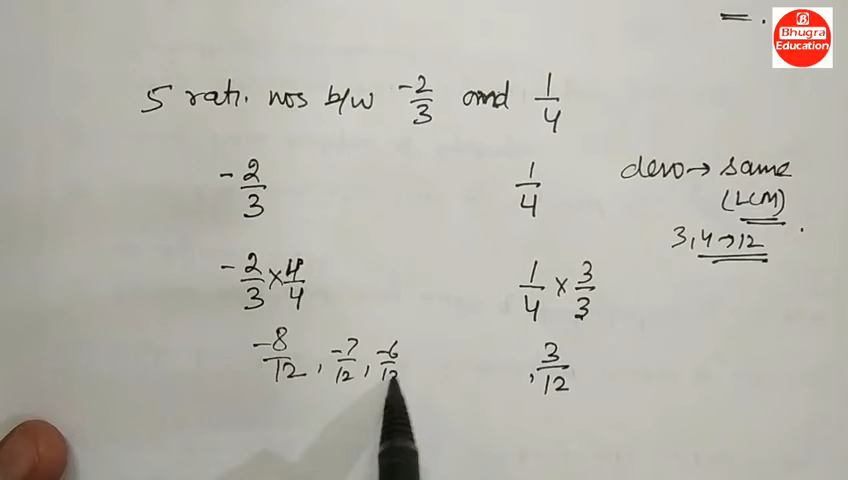 B
Bhugra
Education
5 rati. nos b/w -2/3 and 1/4
-2/3 1/4
deno → same
(LCM)
3,4 → 12
-2/3 × 4/4 1/4 × 3/3
-8/12, -7/12, -6/12 , 3/12